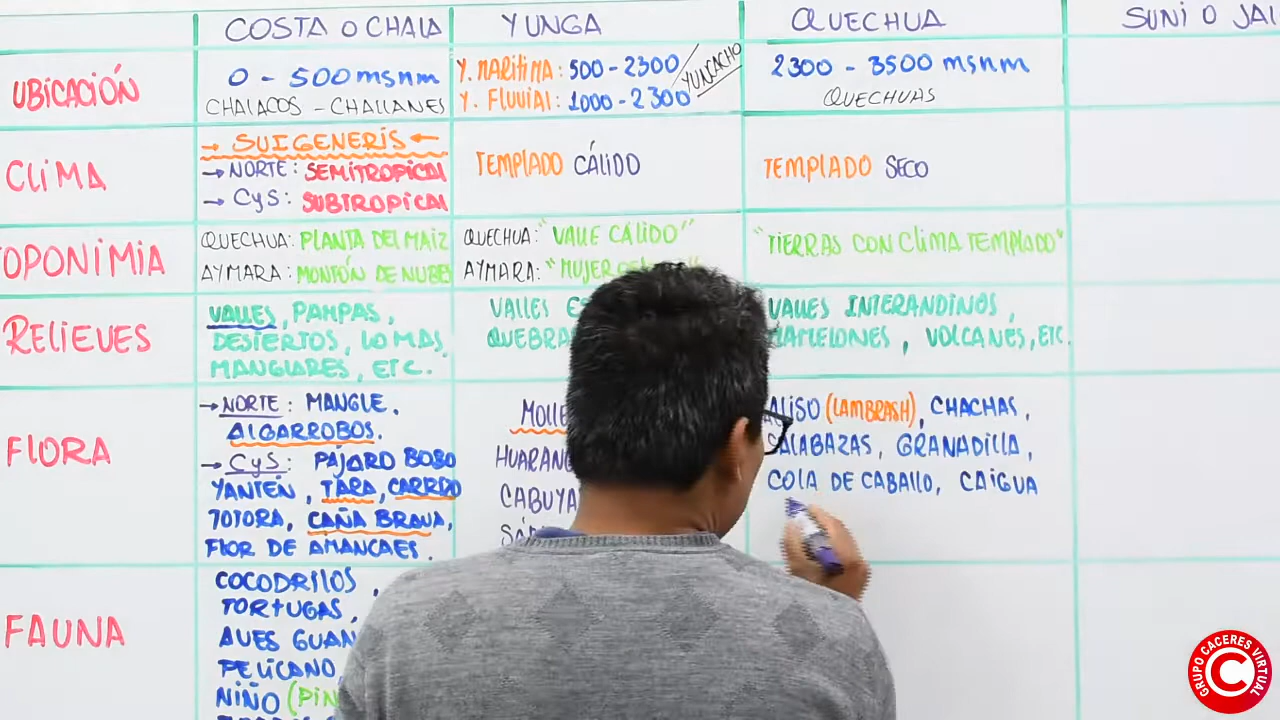 COSTA O CHALA
YUNGA
QUECHUA
SUNI O JAL
UBICACIÓN
0 - 500 msnm
CHALACOS - CHALLANES
Y. MARÍTIMA: 500 - 2300
Y. FLUVIAL: 1000 - 2300
YUNCACHO
2300 - 3500 msnm
QUECHUAS
CLIMA
→ SUIGENERIS ←
→ NORTE: SEMITROPICAL
→ CyS: SUBTROPICAL
TEMPLADO CÁLIDO
TEMPLADO SECO
OPONIMIA
QUECHUA: PLANTA DEL MAIZ
AYMARA: MONTÓN DE NUBES
QUECHUA: "VALLE CÁLIDO"
AYMARA: "MUJER
"TIERRAS CON CLIMA TEMPLADO"
RELIEVES
VALLES, PAMPAS,
DESIERTOS, LOMAS,
MANGLARES, ETC.
VALLES ES
QUEBRA
VALLES INTERANDINOS,
MAMELONES, VOLCANES, ETC.
FLORA
→ NORTE: MANGLE.
ALGARROBOS.
→ CyS: PÁJARO BOBO
YANTEN, TARA, CARRIZO
TOTORA, CAÑA BRAVA,
FLOR DE AMANCAES.
MOLLE
HUARANG
CABUYA
ALISO (LAMBRASH), CHACHAS,
CALABAZAS, GRANADILLA,
COLA DE CABALLO, CAIGUA
FAUNA
COCODRILOS,
TORTUGAS,
AVES GUAN
PELICANO,
NIÑO (PIN
GRUPO CACERES VIRTUAL
C